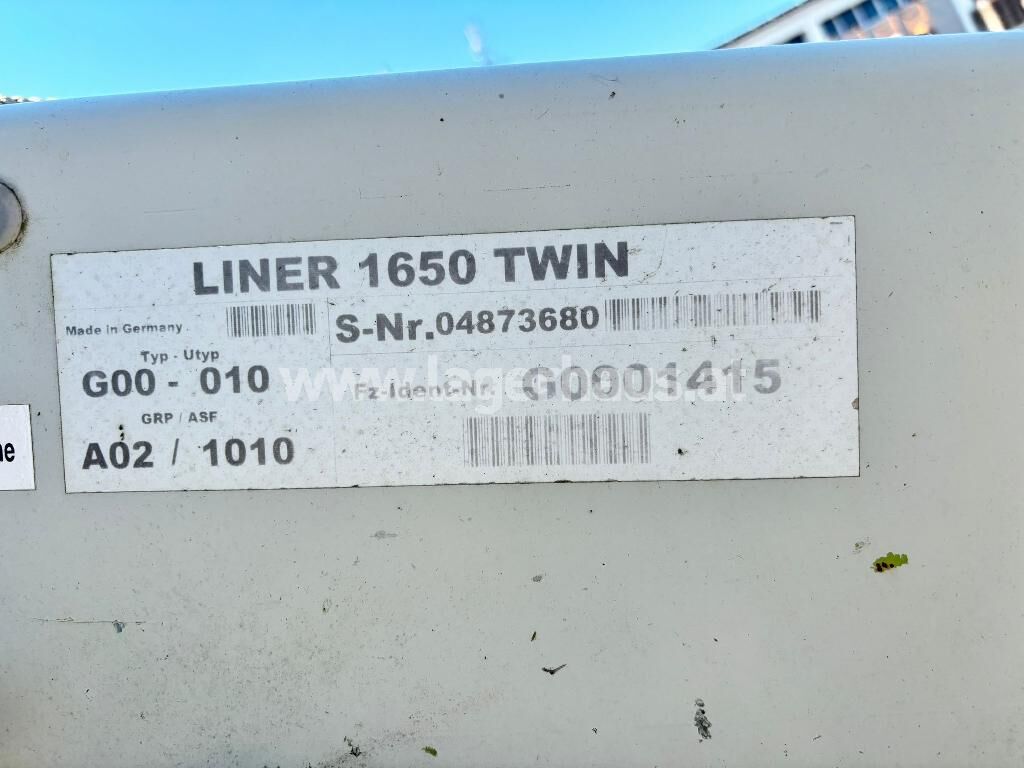 LINER 1650 TWIN
Made in Germany
S-Nr.04873680
Typ - Utyp
G00 - 010
Fz-Ident-Nr. G0001415
www.lagerhaus.at
GRP / ASF
A02 / 1010